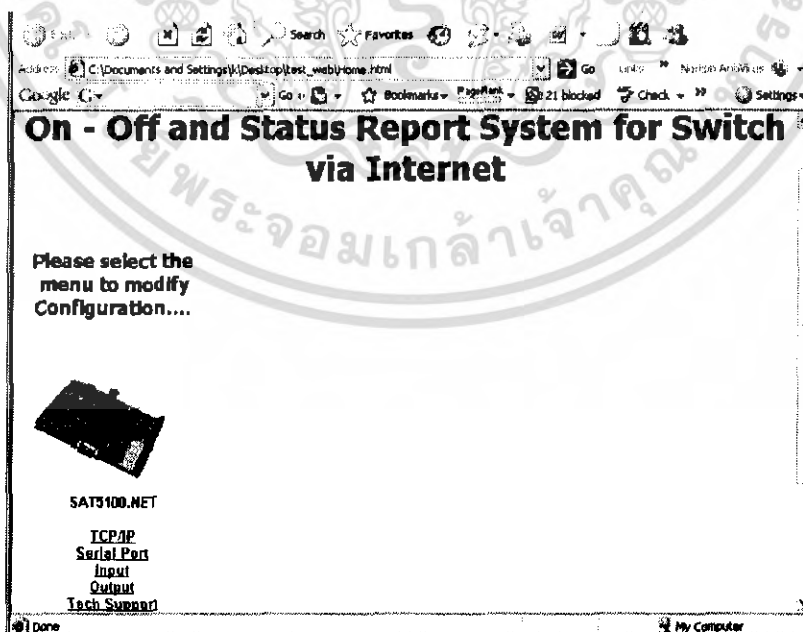 Search Favorites
Address C:\Documents and Settings\k\Desktop\test_web\Home.html Go Links » Norton AntiVirus
Google Go Bookmarks PageRank 21 blocked Check » Settings
On - Off and Status Report System for Switch
via Internet
Please select the
menu to modify
Configuration....
SAT5100.NET
TCP/IP
Serial Port
Input
Output
Tech Support
Done My Computer